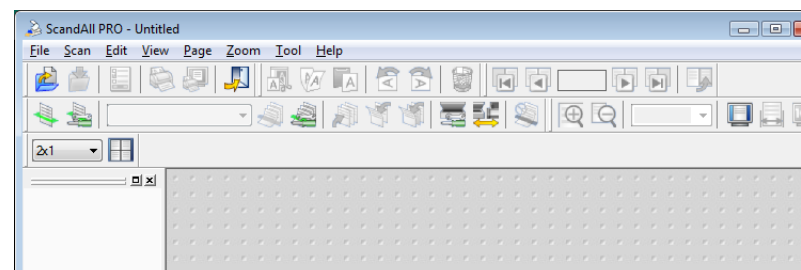 ScandAll PRO - Untitled
File Scan Edit View Page Zoom Tool Help
2x1